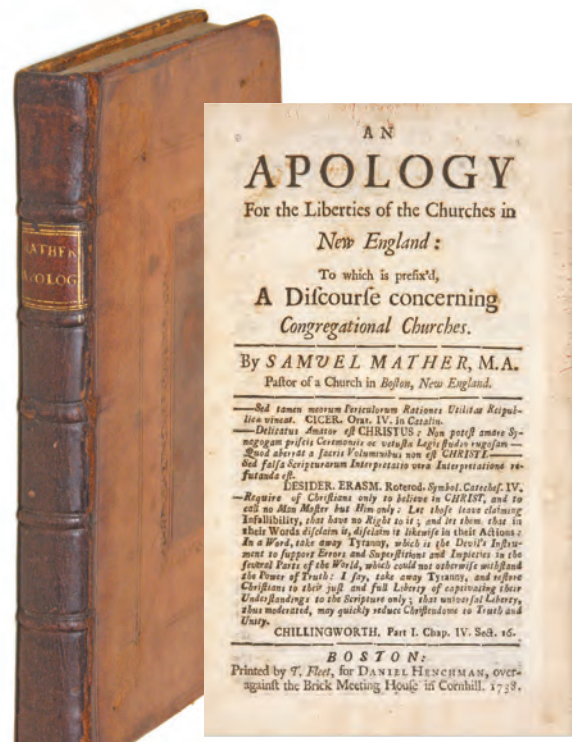 MATHER
APOLOG
AN
APOLOGY
For the Liberties of the Churches in
New England:
To which is prefix'd,
A Diſcourſe concerning
Congregational Churches.
By SAMUEL MATHER, M.A.
Paſtor of a Church in Boſton, New England.
——Sed tamen meorum Periculorum Rationes Utilitas Reipub-
licæ vincat. CICER. Orat. IV. in Catalin.
——Delicatus Amator eſt CHRISTUS: Non poteſt amare Sy-
nagogam priſcis Ceremoniis ac vetuſta Legis ſtudio rugoſam—
——Quod aberrat a ſacris Voluminibus non eſt CHRISTI.——
Sed falſa Scripturarum Interpretatio vera Interpretatione re-
futanda eſt.
DESIDER. ERASM. Roterod. Symbol. Catecheſ. IV.
—Require of Chriſtians only to believe in CHRIST, and to
call no Man Maſter but Him only: Let thoſe leave claiming
Infallibility, that have no Right to it; and let them that in
their Words diſclaim it, diſclaim it likewiſe in their Actions:
In a Word, take away Tyranny, which is the Devil's Inſtru-
ment to ſupport Errors and Superſtitions and Impieties in the
ſeveral Parts of the World, which could not otherwiſe withſtand
the Power of Truth: I ſay, take away Tyranny, and reſtore
Chriſtians to their juſt and full Liberty of captivating their
Underſtandings to the Scripture only; that univerſal Liberty,
thus moderated, may quickly reduce Chriſtendome to Truth and
Unity.
CHILLINGWORTH. Part I. Chap. IV. Sect. 16.
BOSTON:
Printed by T. Fleet, for DANIEL HENCHMAN, over-
againſt the Brick Meeting Houſe in Cornhill. 1738.